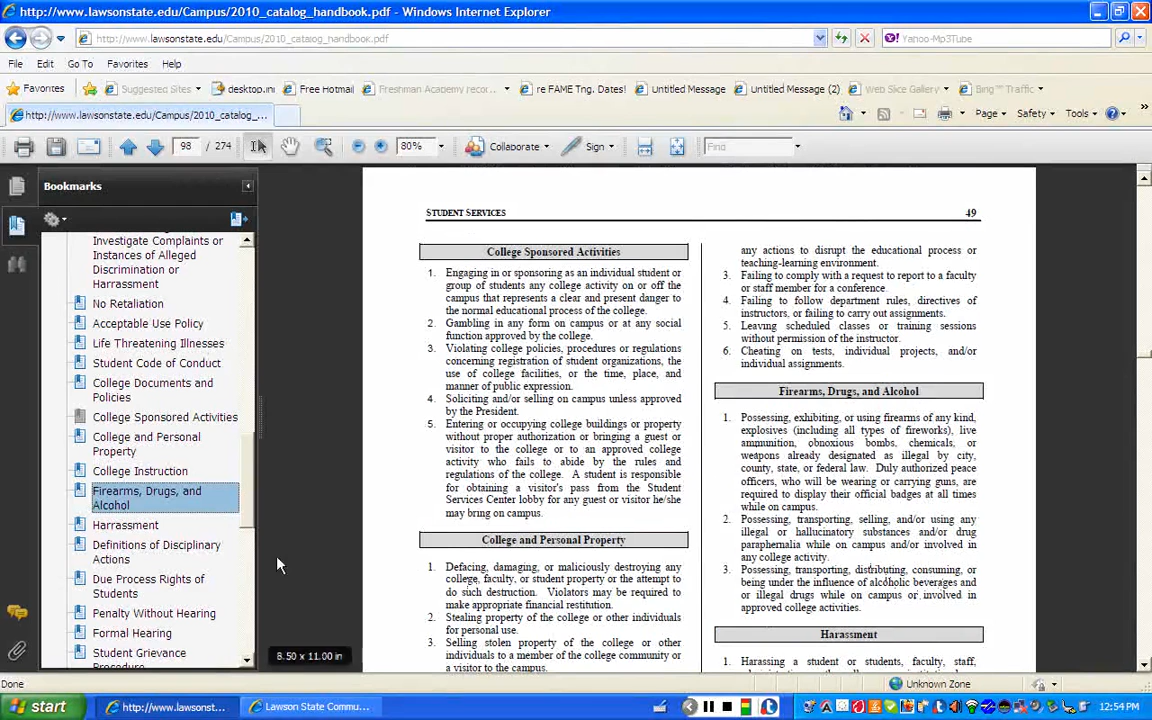 http://www.lawsonstate.edu/Campus/2010_catalog_handbook.pdf - Windows Internet Explorer
http://www.lawsonstate.edu/Campus/2010_catalog_handbook.pdf
Yahoo-Mp3Tube
File Edit Go To Favorites Help
Favorites Suggested Sites desktop.ini Free Hotmail Freshman Academy recor... re FAME Tng. Dates! Untitled Message Untitled Message (2) Web Slice Gallery Bing™ Traffic
http://www.lawsonstate.edu/Campus/2010_catalog_...
Page Safety Tools
98 / 274 80% Collaborate Sign Find
Bookmarks
Investigate Complaints or
Instances of Alleged
Discrimination or
Harrassment
No Retaliation
Acceptable Use Policy
Life Threatening Illnesses
Student Code of Conduct
College Documents and
Policies
College Sponsored Activities
College and Personal
Property
College Instruction
Firearms, Drugs, and
Alcohol
Harrassment
Definitions of Disciplinary
Actions
Due Process Rights of
Students
Penalty Without Hearing
Formal Hearing
Student Grievance
Procedure
STUDENT SERVICES 49
College Sponsored Activities
1. Engaging in or sponsoring as an individual student or
group of students any college activity on or off the
campus that represents a clear and present danger to
the normal educational process of the college.
2. Gambling in any form on campus or at any social
function approved by the college.
3. Violating college policies, procedures or regulations
concerning registration of student organizations, the
use of college facilities, or the time, place, and
manner of public expression.
4. Soliciting and/or selling on campus unless approved
by the President.
5. Entering or occupying college buildings or property
without proper authorization or bringing a guest or
visitor to the college or to an approved college
activity who fails to abide by the rules and
regulations of the college. A student is responsible
for obtaining a visitor's pass from the Student
Services Center lobby for any guest or visitor he/she
may bring on campus.
College and Personal Property
1. Defacing, damaging, or maliciously destroying any
college, faculty, or student property or the attempt to
do such destruction. Violators may be required to
make appropriate financial restitution.
2. Stealing property of the college or other individuals
for personal use.
3. Selling stolen property of the college or other
individuals to a member of the college community or
a visitor to the campus.
any actions to disrupt the educational process or
teaching-learning environment.
3. Failing to comply with a request to report to a faculty
or staff member for a conference.
4. Failing to follow department rules, directives of
instructors, or failing to carry out assignments.
5. Leaving scheduled classes or training sessions
without permission of the instructor.
6. Cheating on tests, individual projects, and/or
individual assignments.
Firearms, Drugs, and Alcohol
1. Possessing, exhibiting, or using firearms of any kind,
explosives (including all types of fireworks), live
ammunition, obnoxious bombs, chemicals, or
weapons already designated as illegal by city,
county, state, or federal law. Duly authorized peace
officers, who will be wearing or carrying guns, are
required to display their official badges at all times
while on campus.
2. Possessing, transporting, selling, and/or using any
illegal or hallucinatory substances and/or drug
paraphernalia while on campus and/or involved in
any college activity.
3. Possessing, transporting, distributing, consuming, or
being under the influence of alcoholic beverages and
or illegal drugs while on campus or involved in
approved college activities.
Harassment
1. Harassing a student or students, faculty, staff,
8.50 x 11.00 in
Done Unknown Zone
start http://www.lawsonst... Lawson State Commu... 12:54 PM